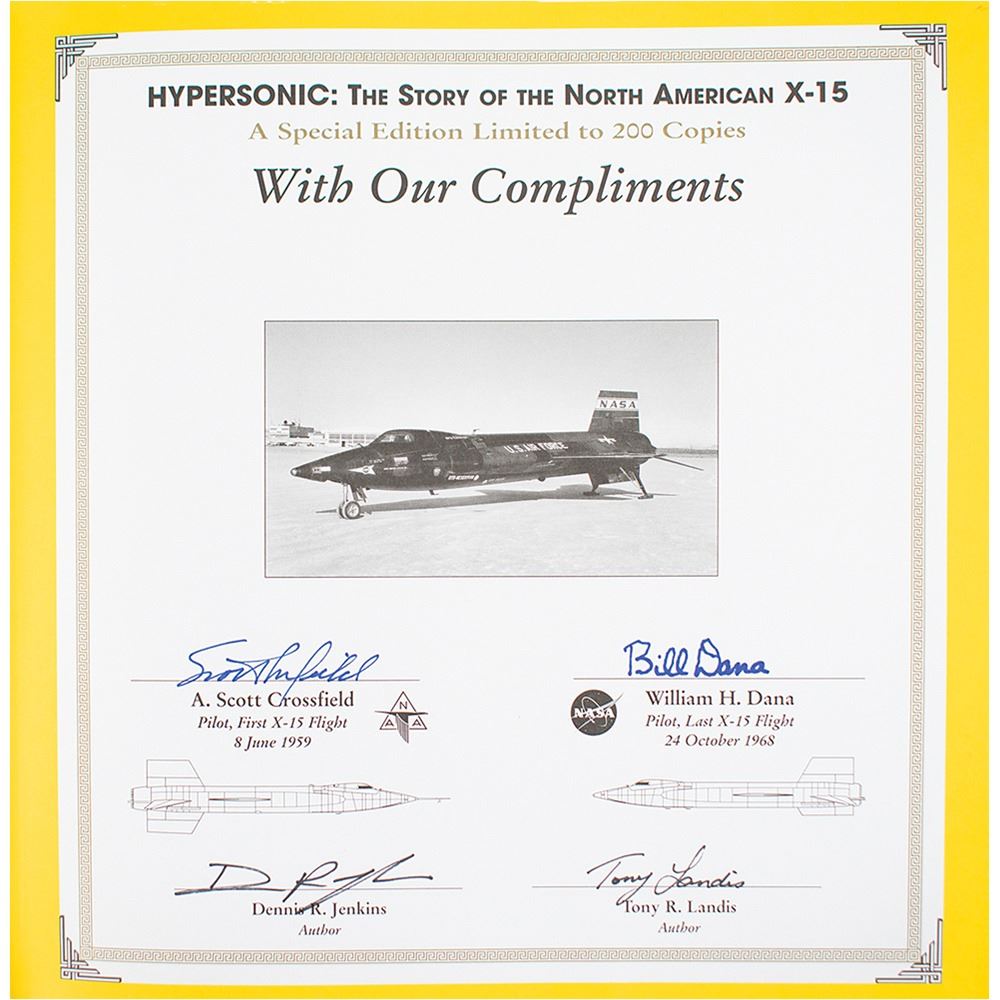 HYPERSONIC: THE STORY OF THE NORTH AMERICAN X-15
A Special Edition Limited to 200 Copies
With Our Compliments
NASA
U.S. AIR FORCE
Scott Crossfield
Bill Dana
A. Scott Crossfield
William H. Dana
NAA
NASA
Pilot, First X-15 Flight
Pilot, Last X-15 Flight
8 June 1959
24 October 1968
Tony Landis
Dennis R. Jenkins
Tony R. Landis
Author
Author